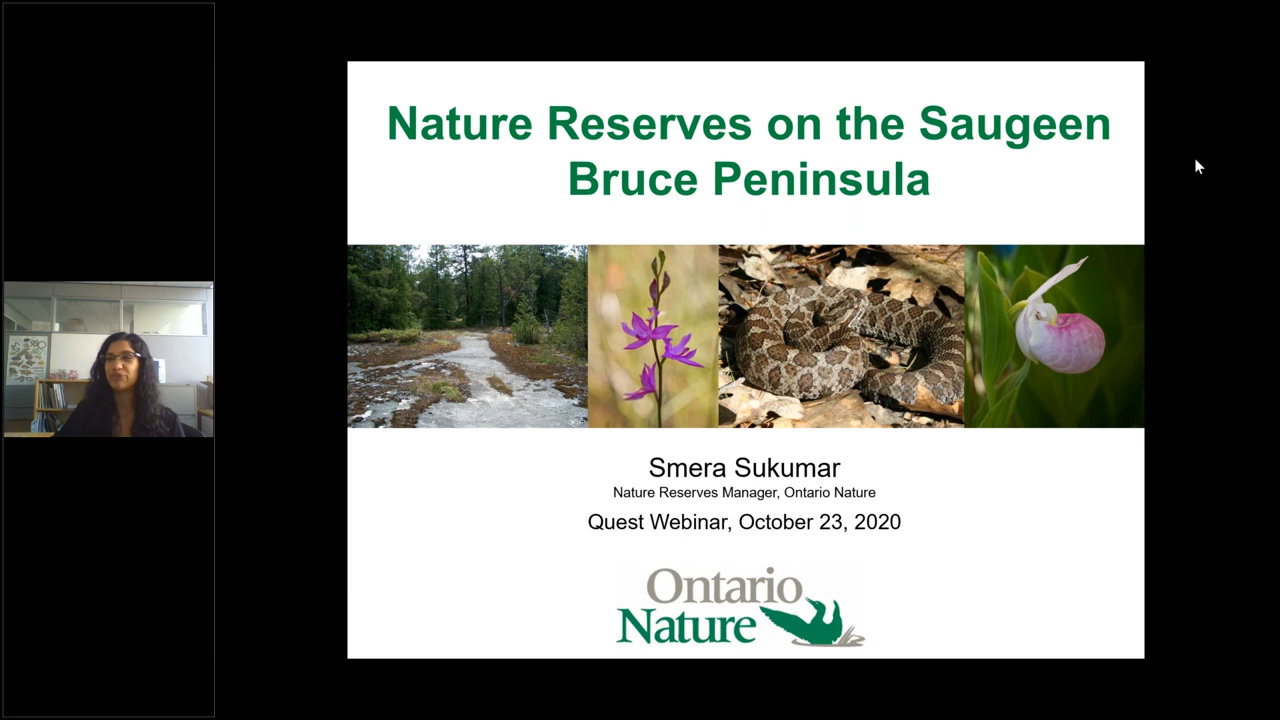 Nature Reserves on the Saugeen
Bruce Peninsula
Smera Sukumar
Nature Reserves Manager, Ontario Nature
Quest Webinar, October 23, 2020
Ontario
Nature